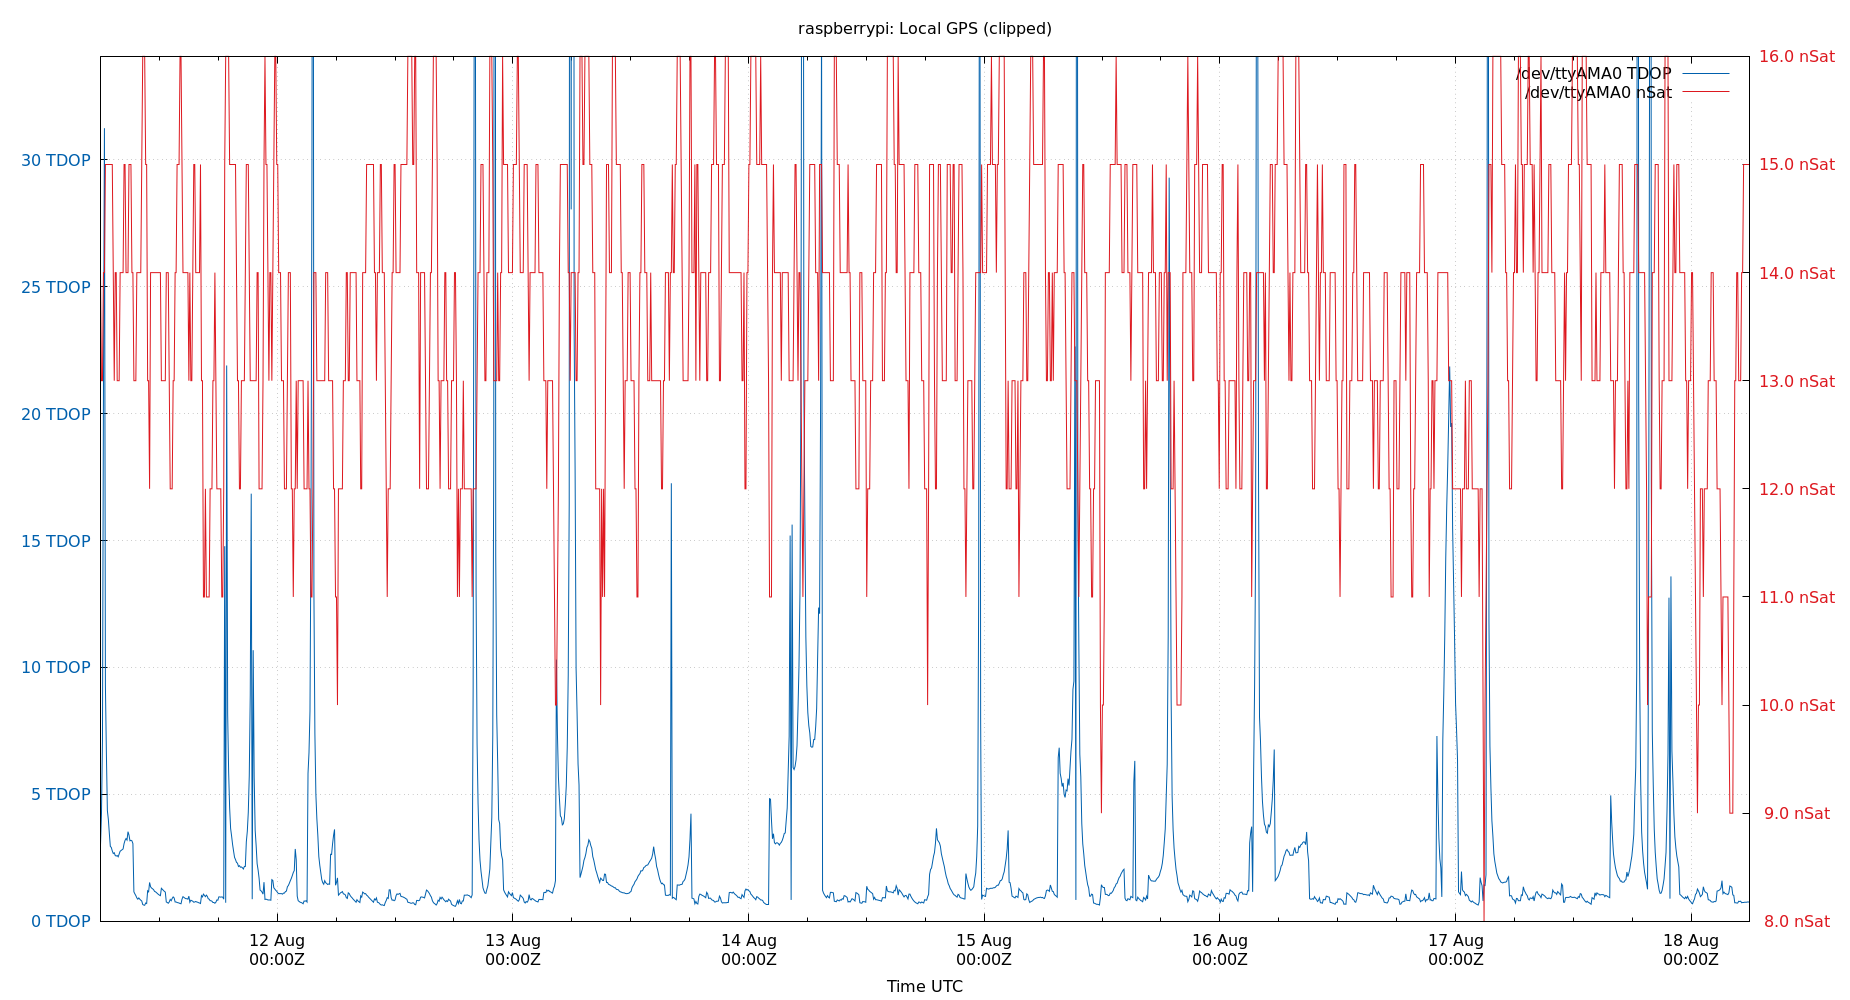 raspberrypi: Local GPS (clipped)
/dev/ttyAMA0 TDOP
/dev/ttyAMA0 nSat
30 TDOP
25 TDOP
20 TDOP
15 TDOP
10 TDOP
5 TDOP
0 TDOP
16.0 nSat
15.0 nSat
14.0 nSat
13.0 nSat
12.0 nSat
11.0 nSat
10.0 nSat
9.0 nSat
8.0 nSat
12 Aug
00:00Z
13 Aug
00:00Z
14 Aug
00:00Z
15 Aug
00:00Z
16 Aug
00:00Z
17 Aug
00:00Z
18 Aug
00:00Z
Time UTC